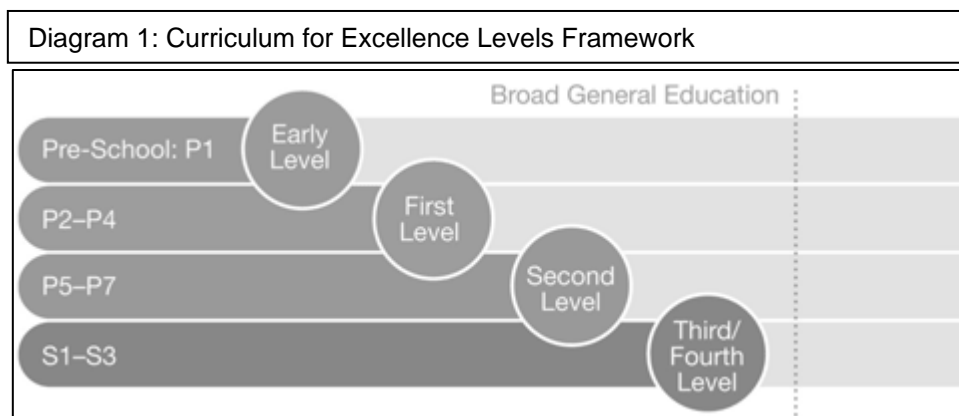 Diagram 1: Curriculum for Excellence Levels Framework
Broad General Education
Pre-School: P1
Early
Level
P2–P4
First
Level
P5–P7
Second
Level
S1–S3
Third/
Fourth
Level